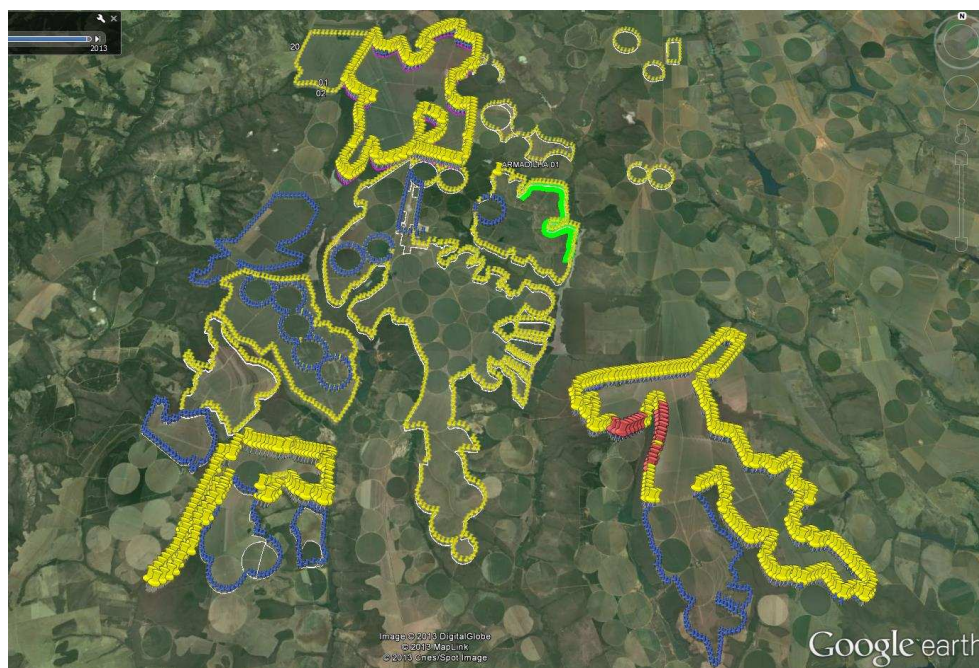 N
2013
20
01
02
ARMADILHA 01
Image © 2013 DigitalGlobe
© 2013 MapLink
© 2013 Cnes/Spot Image
Google earth